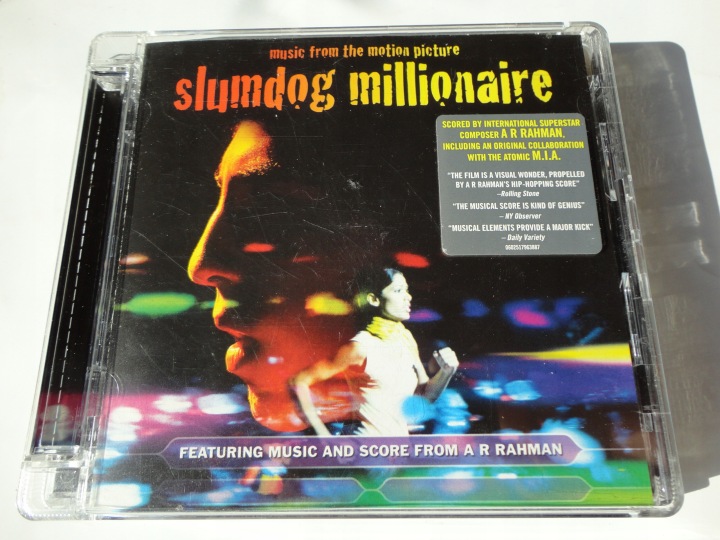 music from the motion picture
slumdog millionaire
SCORED BY INTERNATIONAL SUPERSTAR
COMPOSER A R RAHMAN,
INCLUDING AN ORIGINAL COLLABORATION
WITH THE ATOMIC M.I.A.
"THE FILM IS A VISUAL WONDER, PROPELLED
BY A R RAHMAN'S HIP-HOPPING SCORE"
–Rolling Stone
"THE MUSICAL SCORE IS KIND OF GENIUS"
– NY Observer
"MUSICAL ELEMENTS PROVIDE A MAJOR KICK"
– Daily Variety
0602517963887
FEATURING MUSIC AND SCORE FROM A R RAHMAN